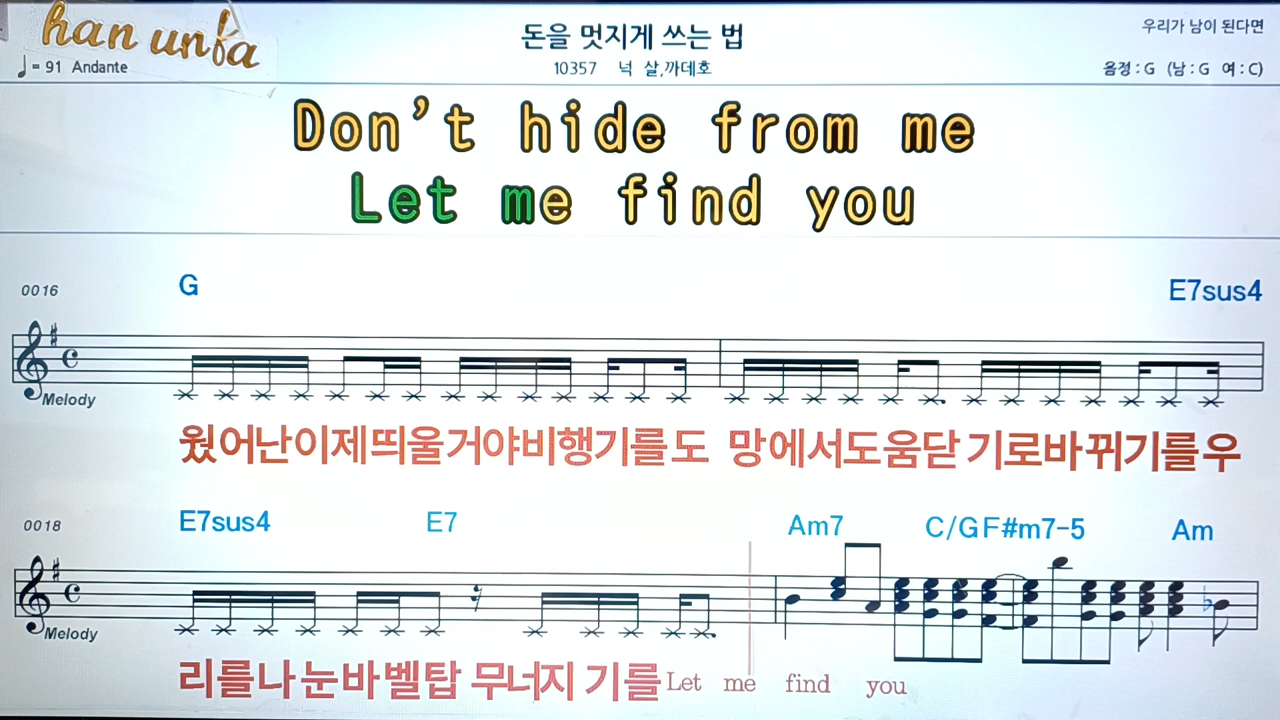 han unfa
돈을 멋지게 쓰는 법
우리가 남이 된다면
♩= 91 Andante
10357 넉 살,까데호
음정 : G (남 : G 여 : C)
Don't hide from me
Let me find you
0016
G E7sus4
Melody
웠어난이제띄울거야비행기를도 망에서도움닫 기로바뀌기를우
0018
E7sus4 E7 Am7 C/G F#m7-5 Am
Melody
리를나눈바벨탑 무너지 기를 Let me find you